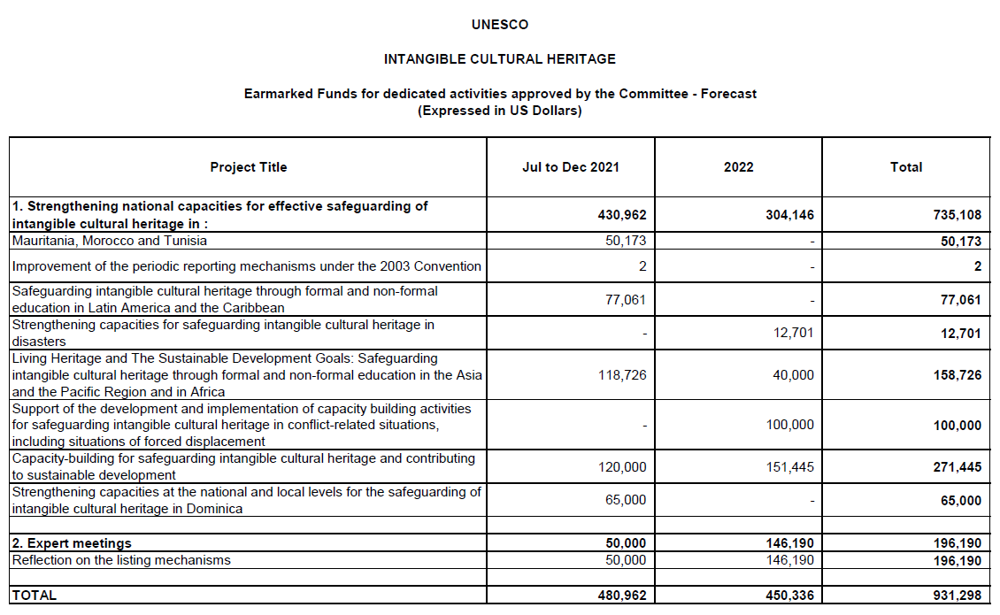 UNESCO
INTANGIBLE CULTURAL HERITAGE
Earmarked Funds for dedicated activities approved by the Committee - Forecast
(Expressed in US Dollars)
Project Title Jul to Dec 2021 2022 Total
1. Strengthening national capacities for effective safeguarding of
intangible cultural heritage in : 430,962 304,146 735,108
Mauritania, Morocco and Tunisia 50,173 - 50,173
Improvement of the periodic reporting mechanisms under the 2003 Convention 2 - 2
Safeguarding intangible cultural heritage through formal and non-formal
education in Latin America and the Caribbean 77,061 - 77,061
Strengthening capacities for safeguarding intangible cultural heritage in
disasters - 12,701 12,701
Living Heritage and The Sustainable Development Goals: Safeguarding
intangible cultural heritage through formal and non-formal education in the Asia 118,726 40,000 158,726
and the Pacific Region and in Africa
Support of the development and implementation of capacity building activities
for safeguarding intangible cultural heritage in conflict-related situations, - 100,000 100,000
including situations of forced displacement
Capacity-building for safeguarding intangible cultural heritage and contributing
to sustainable development 120,000 151,445 271,445
Strengthening capacities at the national and local levels for the safeguarding of
intangible cultural heritage in Dominica 65,000 - 65,000
2. Expert meetings 50,000 146,190 196,190
Reflection on the listing mechanisms 50,000 146,190 196,190
TOTAL 480,962 450,336 931,298